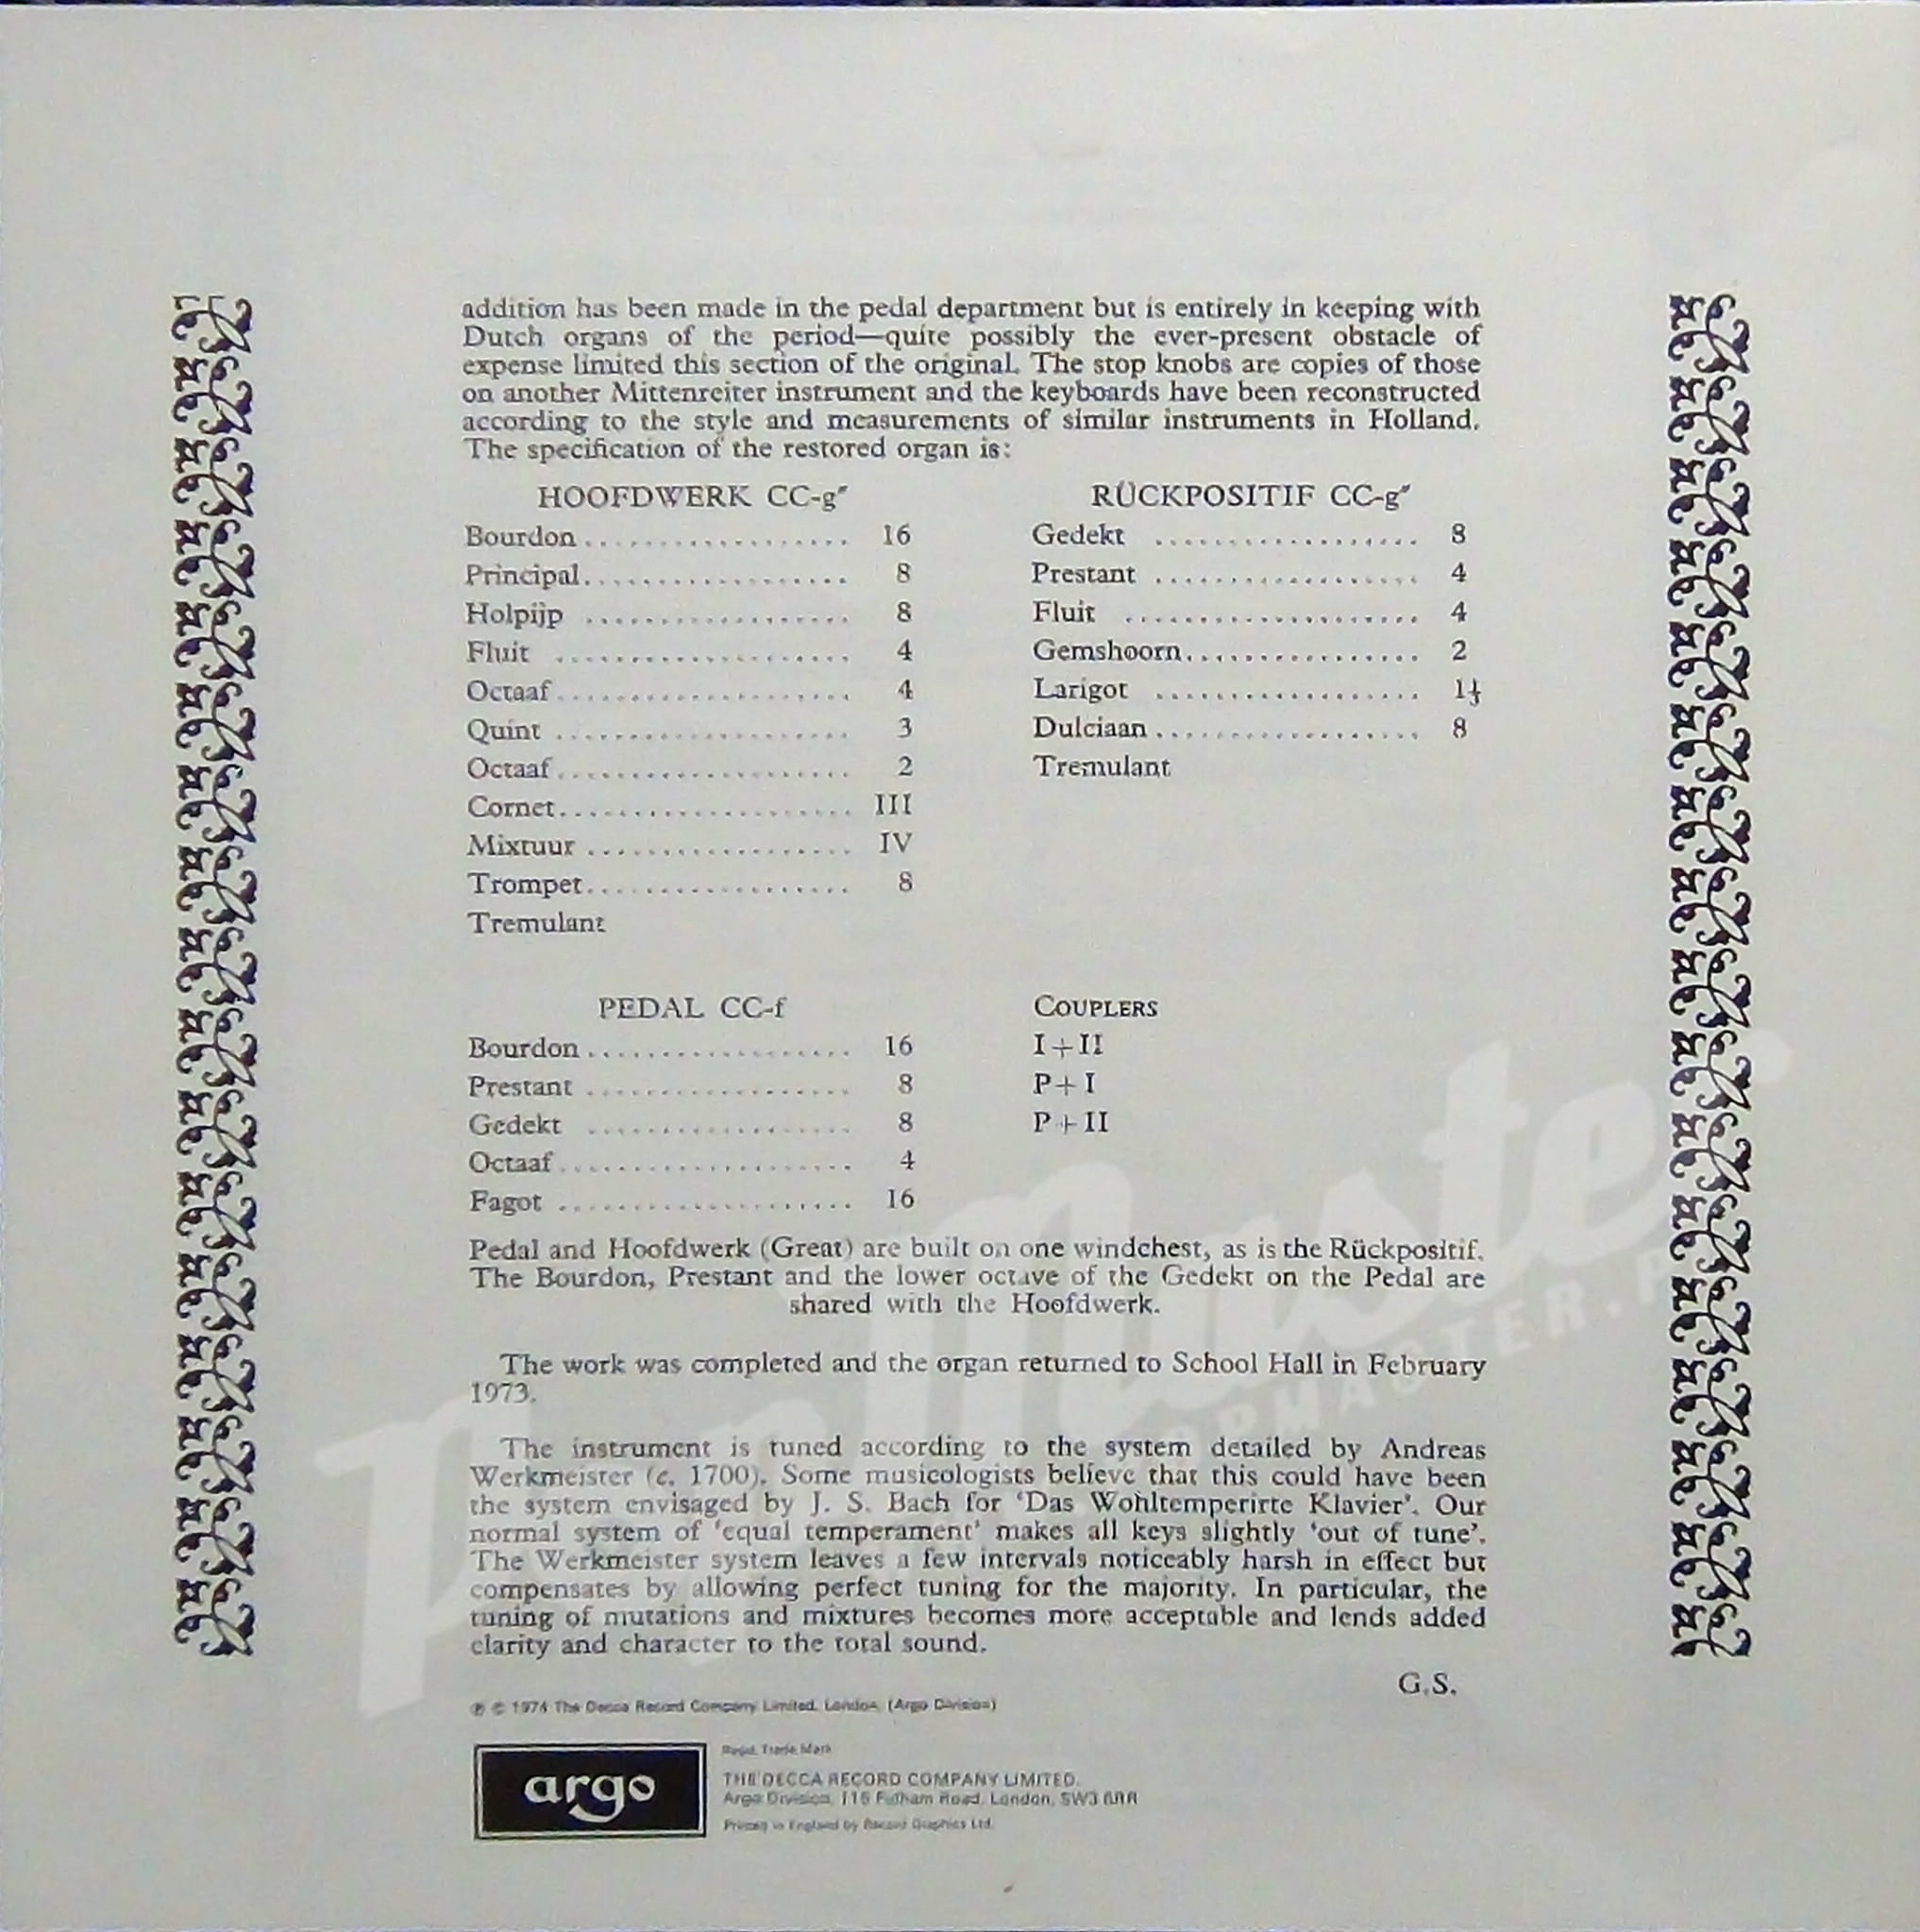 addition has been made in the pedal department but is entirely in keeping with
Dutch organs of the period—quite possibly the ever-present obstacle of
expense limited this section of the original. The stop knobs are copies of those
on another Mittenreiter instrument and the keyboards have been reconstructed
according to the style and measurements of similar instruments in Holland.
The specification of the restored organ is:
HOOFDWERK CC-g‴
Bourdon .................. 16
Principal .................. 8
Holpijp .................. 8
Fluit .................... 4
Octaaf .................... 4
Quint .................... 3
Octaaf .................... 2
Cornet .................... III
Mixtuur .................. IV
Trompet .................. 8
Tremulant
RÜCKPOSITIF CC-g‴
Gedekt .................. 8
Prestant .................. 4
Fluit .................... 4
Gemshoorn ................ 2
Larigot .................. 1⅓
Dulciaan .................. 8
Tremulant
PEDAL CC-f
Bourdon .................. 16
Prestant .................. 8
Gedekt .................. 8
Octaaf .................... 4
Fagot .................... 16
COUPLERS
I+II
P+I
P+II
Pedal and Hoofdwerk (Great) are built on one windchest, as is the Rückpositif.
The Bourdon, Prestant and the lower octave of the Gedekt on the Pedal are
shared with the Hoofdwerk.
The work was completed and the organ returned to School Hall in February
1973.
The instrument is tuned according to the system detailed by Andreas
Werkmeister (c. 1700). Some musicologists believe that this could have been
the system envisaged by J. S. Bach for ‘Das Wohltemperirte Klavier’. Our
normal system of ‘equal temperament’ makes all keys slightly ‘out of tune’.
The Werkmeister system leaves a few intervals noticeably harsh in effect but
compensates by allowing perfect tuning for the majority. In particular, the
tuning of mutations and mixtures becomes more acceptable and lends added
clarity and character to the total sound.
G.S.
℗ © 1974 The Decca Record Company Limited, London. (Argo Division)
argo
Regd. Trade Mark
THE DECCA RECORD COMPANY LIMITED,
Argo Division, 115 Fulham Road, London, SW3 6RR
Printed in England by Record Graphics Ltd.